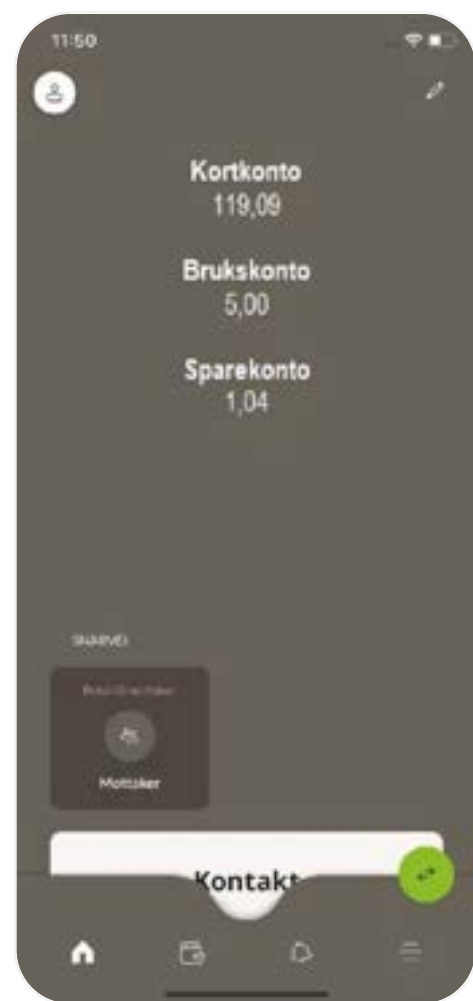 11:50
Kortkonto
119,09
Brukskonto
5,00
Sparekonto
1,04
SNARVEI
Mottaker
Kontakt